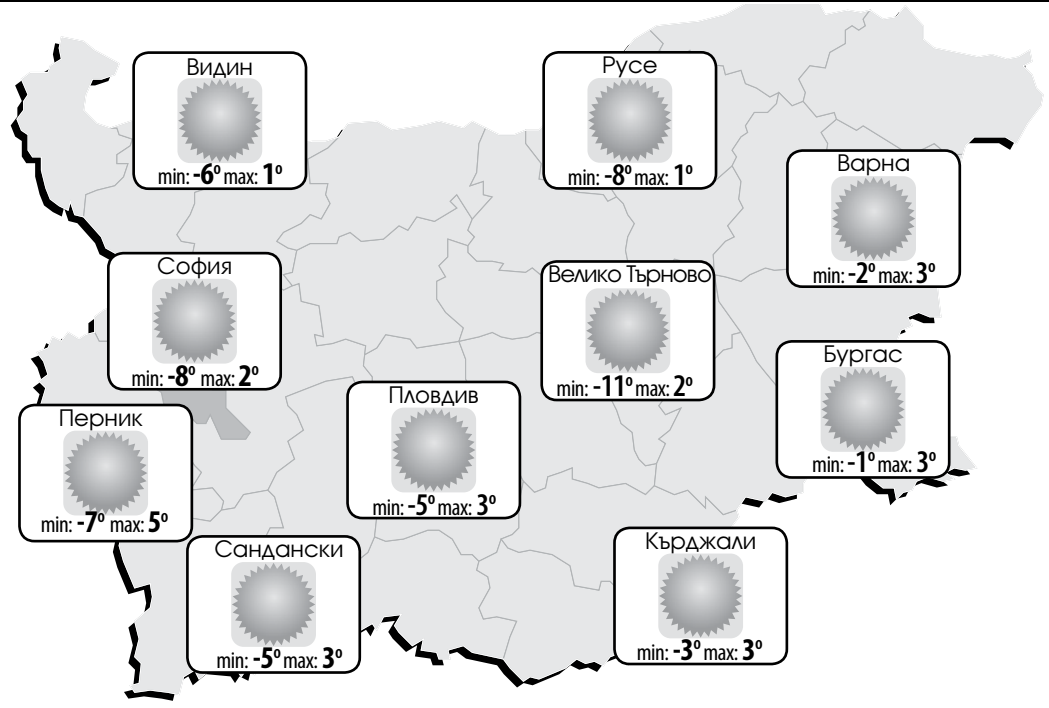 Видин
min: -6° max: 1°
Русе
min: -8° max: 1°
Варна
min: -2° max: 3°
София
min: -8° max: 2°
Велико Търново
min: -11° max: 2°
Бургас
min: -1° max: 3°
Пловдив
min: -5° max: 3°
Перник
min: -7° max: 5°
Сандански
min: -5° max: 3°
Кърджали
min: -3° max: 3°